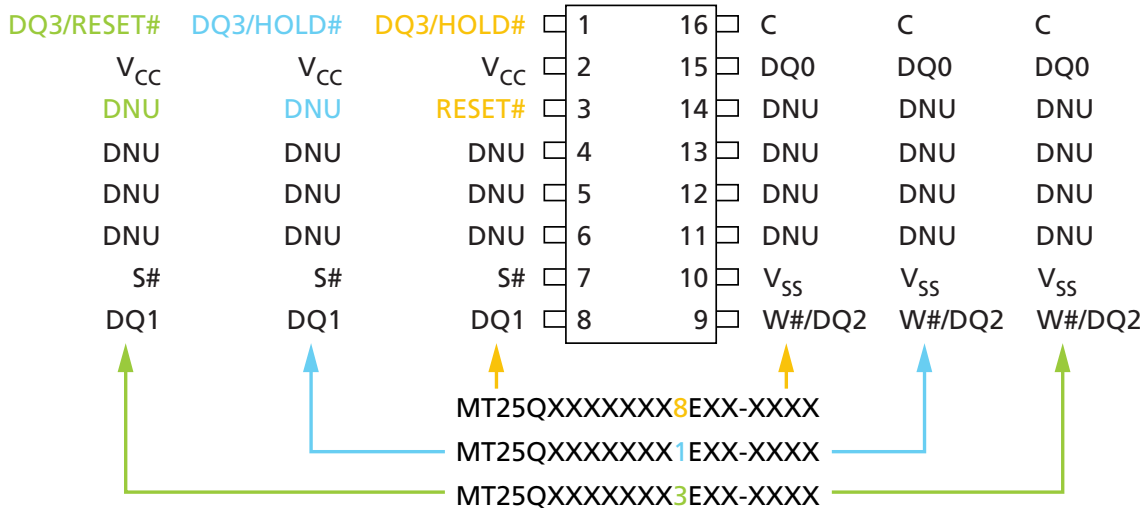 DQ3/RESET# DQ3/HOLD# DQ3/HOLD# 1 16 C C C
VCC VCC VCC 2 15 DQ0 DQ0 DQ0
DNU DNU RESET# 3 14 DNU DNU DNU
DNU DNU DNU 4 13 DNU DNU DNU
DNU DNU DNU 5 12 DNU DNU DNU
DNU DNU DNU 6 11 DNU DNU DNU
S# S# S# 7 10 VSS VSS VSS
DQ1 DQ1 DQ1 8 9 W#/DQ2 W#/DQ2 W#/DQ2
MT25QXXXXXXX8EXX-XXXX
MT25QXXXXXXX1EXX-XXXX
MT25QXXXXXXX3EXX-XXXX